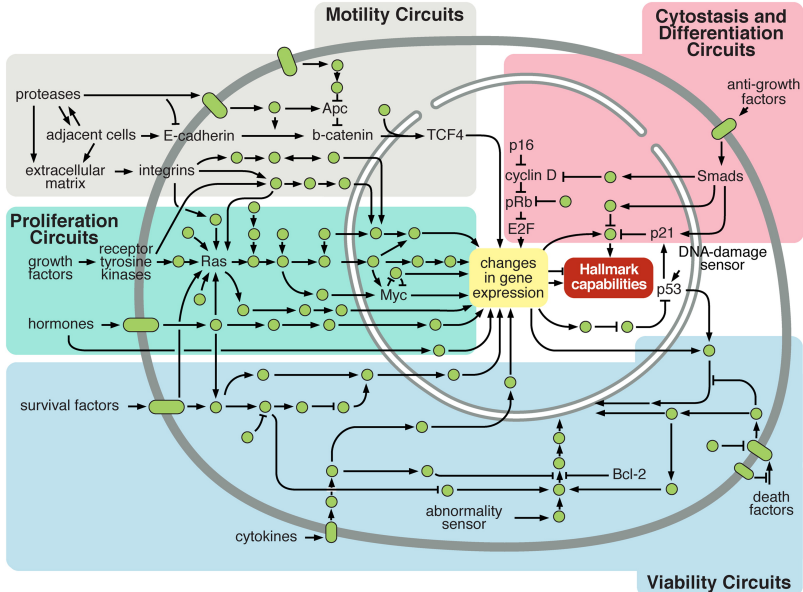 Motility Circuits
Cytostasis and
Differentiation
Circuits
proteases
Apc
anti-growth
factors
adjacent cells
E-cadherin
b-catenin
TCF4
p16
extracellular
matrix
integrins
cyclin D
Smads
pRb
E2F
p21
Proliferation
Circuits
growth
factors
receptor
tyrosine
kinases
Ras
changes
in gene
expression
Hallmark
capabilities
DNA-damage
sensor
p53
Myc
hormones
survival factors
Bcl-2
abnormality
sensor
death
factors
cytokines
Viability Circuits